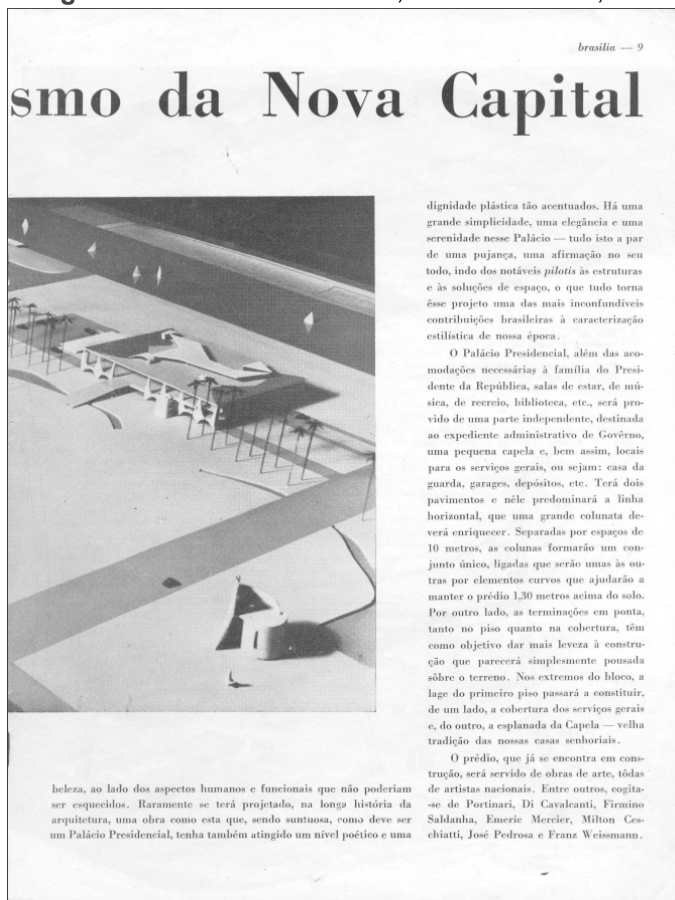 brasilia — 9
smo da Nova Capital
beleza, ao lado dos aspectos humanos e funcionais que não poderiam
ser esquecidos. Raramente se terá projetado, na longa história da
arquitetura, uma obra como esta que, sendo suntuosa, como deve ser
um Palácio Presidencial, tenha também atingido um nível poético e uma
dignidade plástica tão acentuados. Há uma
grande simplicidade, uma elegância e uma
serenidade nesse Palácio — tudo isto a par
de uma pujança, uma afirmação no seu
todo, indo dos notáveis pilotis às estruturas
e às soluções de espaço, o que tudo torna
êsse projeto uma das mais inconfundíveis
contribuições brasileiras à caracterização
estilística de nossa época.
O Palácio Presidencial, além das aco-
modações necessárias à família do Presi-
dente da República, salas de estar, de mú-
sica, de recreio, biblioteca, etc., será pro-
vido de uma parte independente, destinada
ao expediente administrativo de Govêrno,
uma pequena capela e, bem assim, locais
para os serviços gerais, ou sejam: casa da
guarda, garages, depósitos, etc. Terá dois
pavimentos e nêle predominará a linha
horizontal, que uma grande colunata de-
verá enriquecer. Separadas por espaços de
10 metros, as colunas formarão um con-
junto único, ligadas que serão umas às ou-
tras por elementos curvos que ajudarão a
manter o prédio 1,30 metros acima do solo.
Por outro lado, as terminações em ponta,
tanto no piso quanto na cobertura, têm
como objetivo dar mais leveza à constru-
ção que parecerá simplesmente pousada
sôbre o terreno. Nos extremos do bloco, a
lage do primeiro piso passará a constituir,
de um lado, a cobertura dos serviços gerais
e, do outro, a esplanada da Capela — velha
tradição das nossas casas senhoriais.
O prédio, que já se encontra em cons-
trução, será servido de obras de arte, tôdas
de artistas nacionais. Entre outros, cogita-
-se de Portinari, Di Cavalcanti, Firmino
Saldanha, Emeric Mercier, Milton Ces-
chiatti, José Pedrosa e Franz Weissmann.